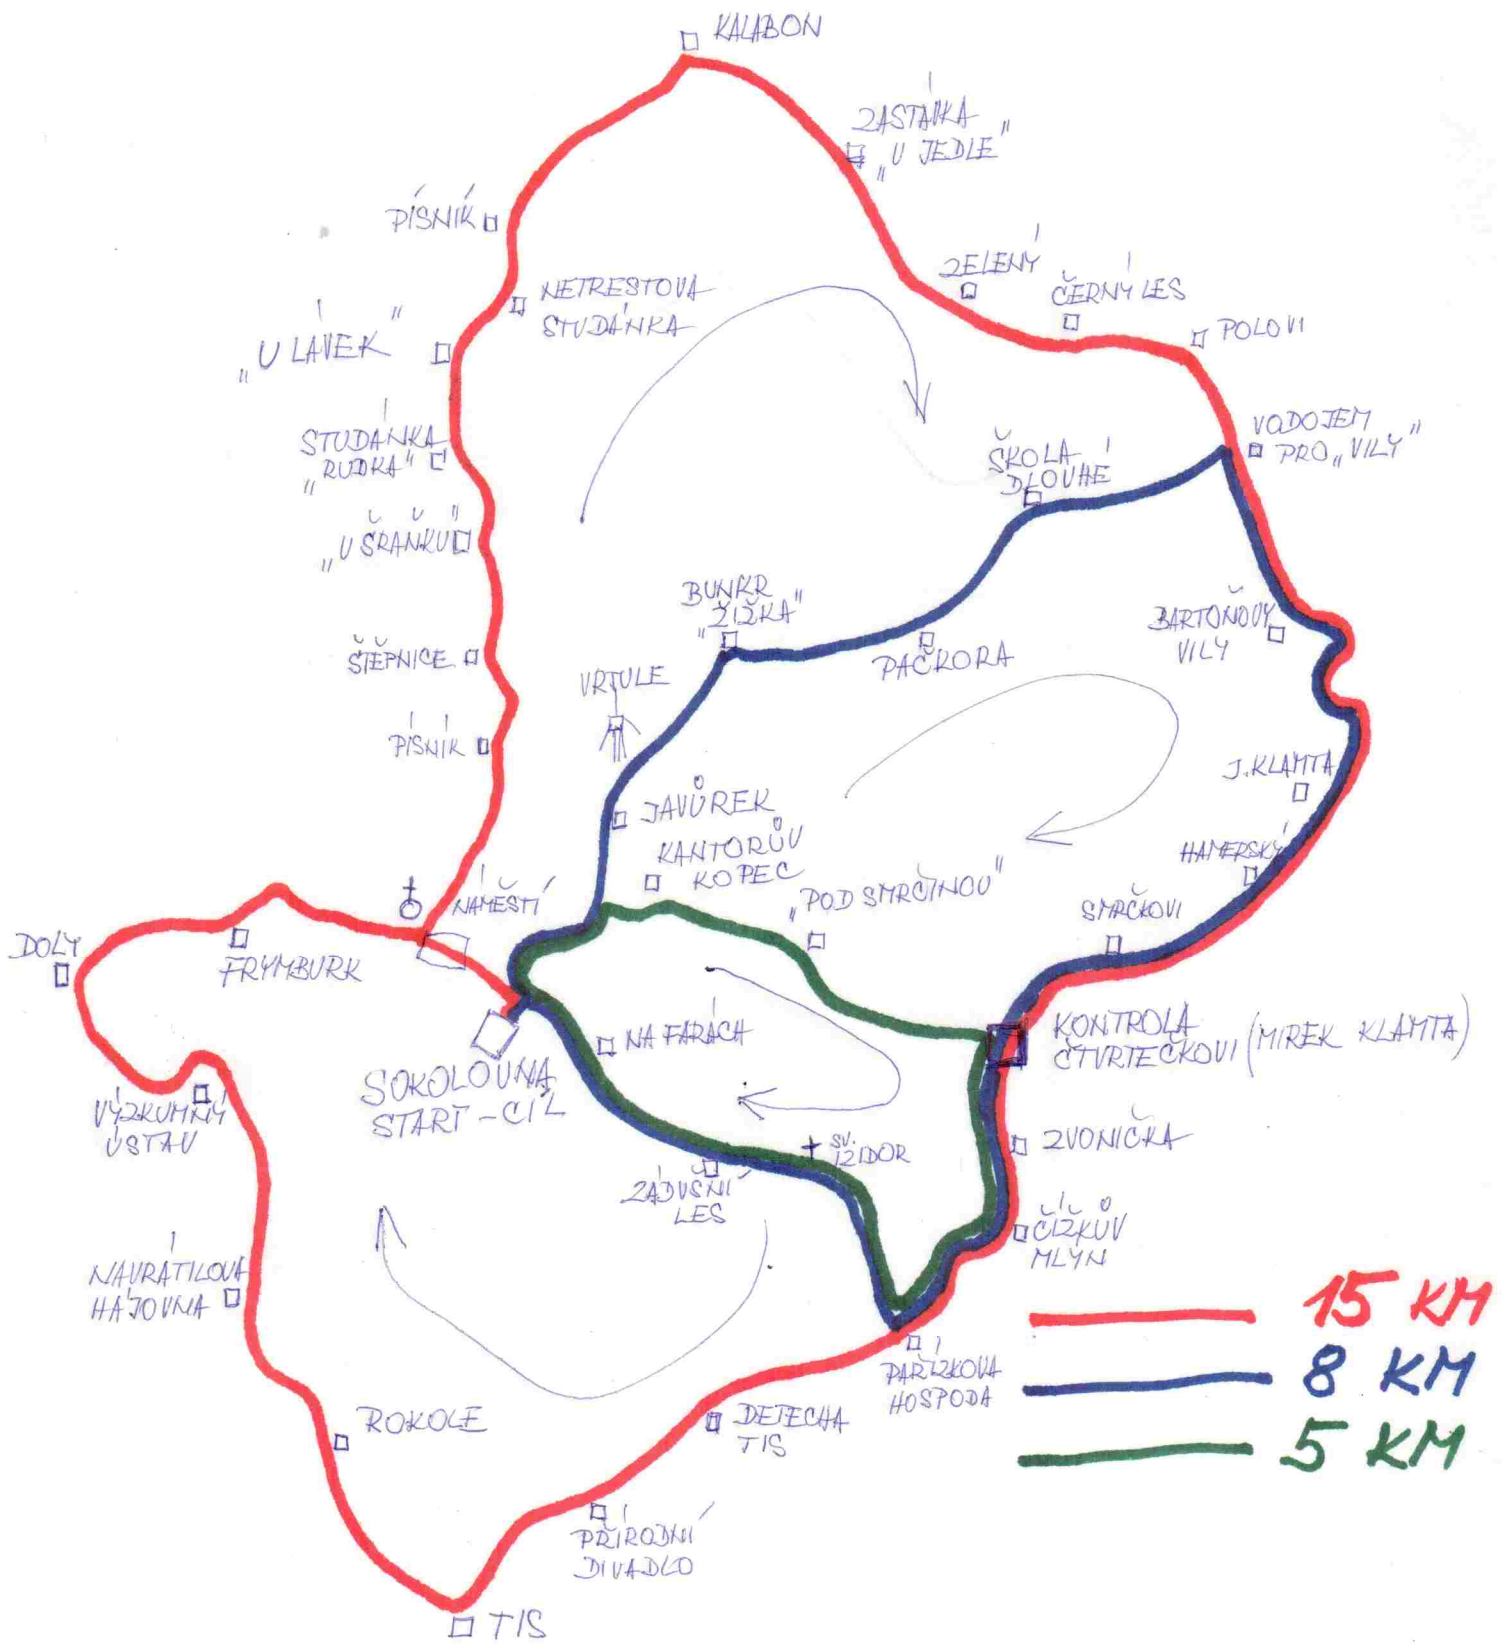 KALABON
ZASTÁVKA
„U JEDLE"
PÍSNÍK
ZELENÝ
ČERNÝ LES
NETRESTOVA
STUDÁNKA
POLOVI
„U LÁVEK"
VODOJEM
PRO „VILY"
STUDÁNKA
„RUDKA"
ŠKOLA
DLOUHÉ
„U ŠRAŇKŮ"
BUNKR
„ŽIŽKA"
BARTOŇOVY
VILY
ŠTĚPNICE
PAČKORA
VRTULE
PÍSNÍK
J. KLAMTA
JAVŮREK
KANTORŮV
KOPEC
HAMERSKÝ
„POD SMRČINOU"
NÁMĚSTÍ
SMRČKOVI
DOLY
FRYMBURK
KONTROLA
ČTVRTEČKOVI (MIREK KLAMTA)
NA FARÁCH
SOKOLOVNA
START - CÍL
VÝZKUMNÝ
ÚSTAV
ZVONIČKA
SV.
IZIDOR
ZÁDUŠNÍ
LES
ČÍŽKŮV
MLÝN
NAVRÁTILOVA
HÁJOVNA
15 KM
8 KM
PAŘÍZKOVA
HOSPODA
ROKOLE
DETECHA
TIS
5 KM
PŘÍRODNÍ
DIVADLO
TIS